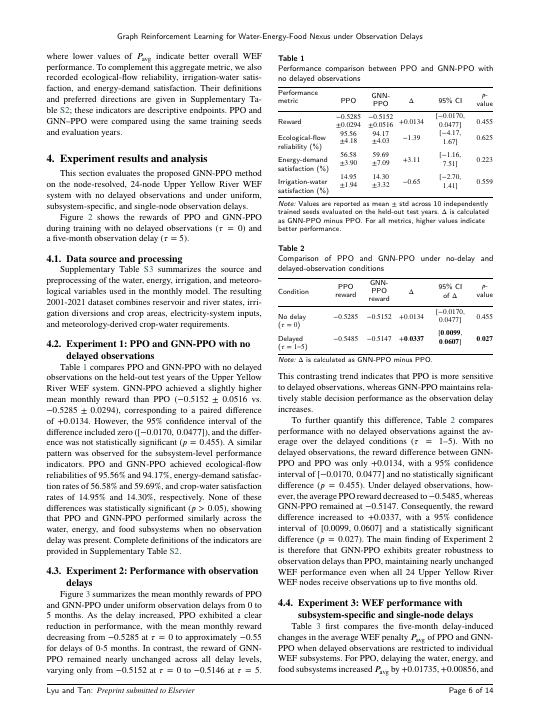 Graph Reinforcement Learning for Water-Energy-Food Nexus under Observation Delays
where lower values of P_avg indicate better overall WEF
performance. To complement this aggregate metric, we also
recorded ecological-flow reliability, irrigation-water satis-
faction, and energy-demand satisfaction. Their definitions
and preferred directions are given in Supplementary Ta-
ble S2; these indicators are descriptive endpoints. PPO and
GNN–PPO were compared using the same training seeds
and evaluation years.
4. Experiment results and analysis
This section evaluates the proposed GNN-PPO method
on the node-resolved, 24-node Upper Yellow River WEF
system with no delayed observations and under uniform,
subsystem-specific, and single-node observation delays.
Figure 2 shows the rewards of PPO and GNN-PPO
during training with no delayed observations (τ = 0) and
a five-month observation delay (τ = 5).
4.1. Data source and processing
Supplementary Table S3 summarizes the source and
preprocessing of the water, energy, irrigation, and meteoro-
logical variables used in the monthly model. The resulting
2001-2021 dataset combines reservoir and river states, irri-
gation diversions and crop areas, electricity-system inputs,
and meteorology-derived crop-water requirements.
4.2. Experiment 1: PPO and GNN-PPO with no
delayed observations
Table 1 compares PPO and GNN-PPO with no delayed
observations on the held-out test years of the Upper Yellow
River WEF system. GNN-PPO achieved a slightly higher
mean monthly reward than PPO (−0.5152 ± 0.0516 vs.
−0.5285 ± 0.0294), corresponding to a paired difference
of +0.0134. However, the 95% confidence interval of the
difference included zero ([−0.0170, 0.0477]), and the differ-
ence was not statistically significant (p = 0.455). A similar
pattern was observed for the subsystem-level performance
indicators. PPO and GNN-PPO achieved ecological-flow
reliabilities of 95.56% and 94.17%, energy-demand satisfac-
tion rates of 56.58% and 59.69%, and crop-water satisfaction
rates of 14.95% and 14.30%, respectively. None of these
differences was statistically significant (p > 0.05), showing
that PPO and GNN-PPO performed similarly across the
water, energy, and food subsystems when no observation
delay was present. Complete definitions of the indicators are
provided in Supplementary Table S2.
4.3. Experiment 2: Performance with observation
delays
Figure 3 summarizes the mean monthly rewards of PPO
and GNN-PPO under uniform observation delays from 0 to
5 months. As the delay increased, PPO exhibited a clear
reduction in performance, with the mean monthly reward
decreasing from -0.5285 at τ = 0 to approximately -0.55
for delays of 0-5 months. In contrast, the reward of GNN-
PPO remained nearly unchanged across all delay levels,
varying only from −0.5152 at τ = 0 to −0.5146 at τ = 5.
Table 1
Performance comparison between PPO and GNN-PPO with
no delayed observations
Performance metric PPO GNN-PPO Δ 95% CI p-value
Reward −0.5285 ±0.0294 −0.5152 ±0.0516 +0.0134 [−0.0170, 0.0477] 0.455
Ecological-flow reliability (%) 95.56 ±4.18 94.17 ±4.03 −1.39 [−4.17, 1.67] 0.625
Energy-demand satisfaction (%) 56.58 ±3.90 59.69 ±7.09 +3.11 [−1.16, 7.51] 0.223
Irrigation-water satisfaction (%) 14.95 ±1.94 14.30 ±3.32 −0.65 [−2.70, 1.41] 0.559
Note: Values are reported as mean ± std across 10 independently
trained seeds evaluated on the held-out test years. Δ is calculated
as GNN-PPO minus PPO. For all metrics, higher values indicate
better performance.
Table 2
Comparison of PPO and GNN-PPO under no-delay and
delayed-observation conditions
Condition PPO reward GNN-PPO reward Δ 95% CI of Δ p-value
No delay (τ = 0) −0.5285 −0.5152 +0.0134 [−0.0170, 0.0477] 0.455
Delayed (τ = 1–5) −0.5485 −0.5147 +0.0337 [0.0099, 0.0607] 0.027
Note: Δ is calculated as GNN-PPO minus PPO.
This contrasting trend indicates that PPO is more sensitive
to delayed observations, whereas GNN-PPO maintains rela-
tively stable decision performance as the observation delay
increases.
To further quantify this difference, Table 2 compares
performance with no delayed observations against the av-
erage over the delayed conditions (τ = 1–5). With no
delayed observations, the reward difference between GNN-
PPO and PPO was only +0.0134, with a 95% confidence
interval of [−0.0170, 0.0477] and no statistically significant
difference (p = 0.455). Under delayed observations, how-
ever, the average PPO reward decreased to −0.5485, whereas
GNN-PPO remained at −0.5147. Consequently, the reward
difference increased to +0.0337, with a 95% confidence
interval of [0.0099, 0.0607] and a statistically significant
difference (p = 0.027). The main finding of Experiment 2
is therefore that GNN-PPO exhibits greater robustness to
observation delays than PPO, maintaining nearly unchanged
WEF performance even when all 24 Upper Yellow River
WEF nodes receive observations up to five months old.
4.4. Experiment 3: WEF performance with
subsystem-specific and single-node delays
Table 3 first compares the five-month delay-induced
changes in the average WEF penalty P_avg of PPO and GNN-
PPO when delayed observations are restricted to individual
WEF subsystems. For PPO, delaying the water, energy, and
food subsystems increased P_avg by +0.01735, +0.00856, and
Lyu and Tan: Preprint submitted to Elsevier
Page 6 of 14